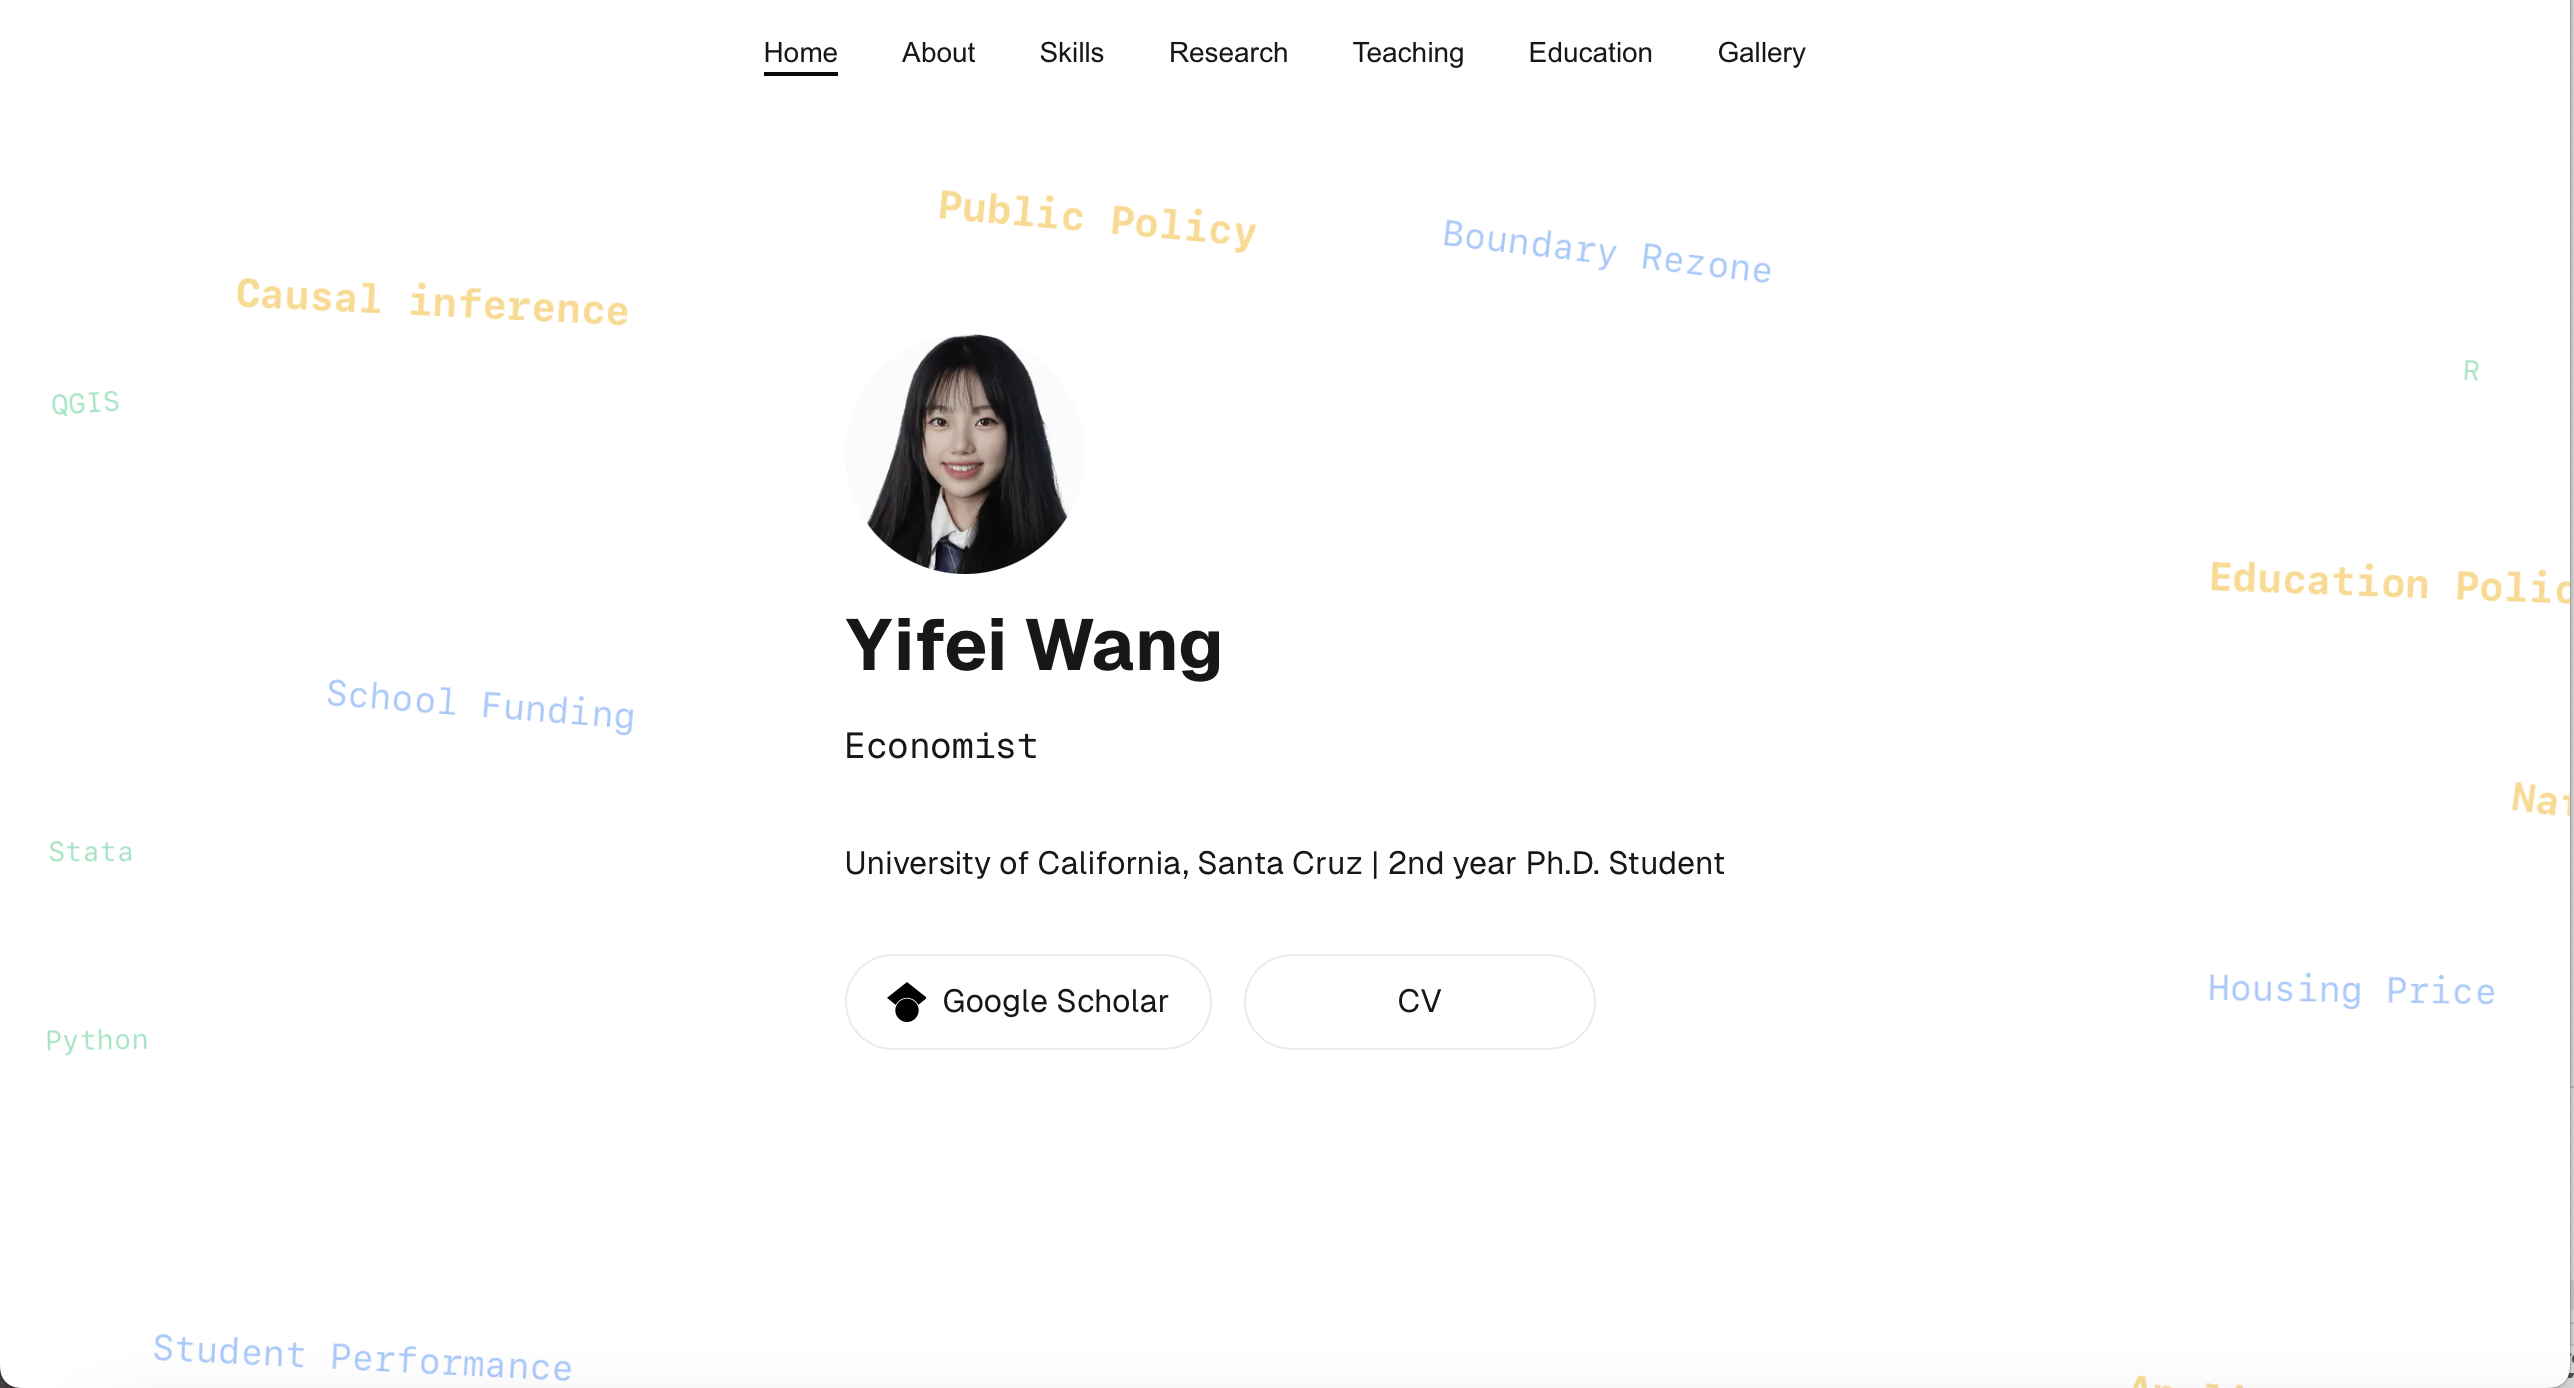 Home About Skills Research Teaching Education Gallery
Public Policy
Boundary Rezone
Causal inference
R
QGIS
Education Polic
Yifei Wang
School Funding
Economist
Nat
Stata
University of California, Santa Cruz | 2nd year Ph.D. Student
Housing Price
Google Scholar
CV
Python
Student Performance